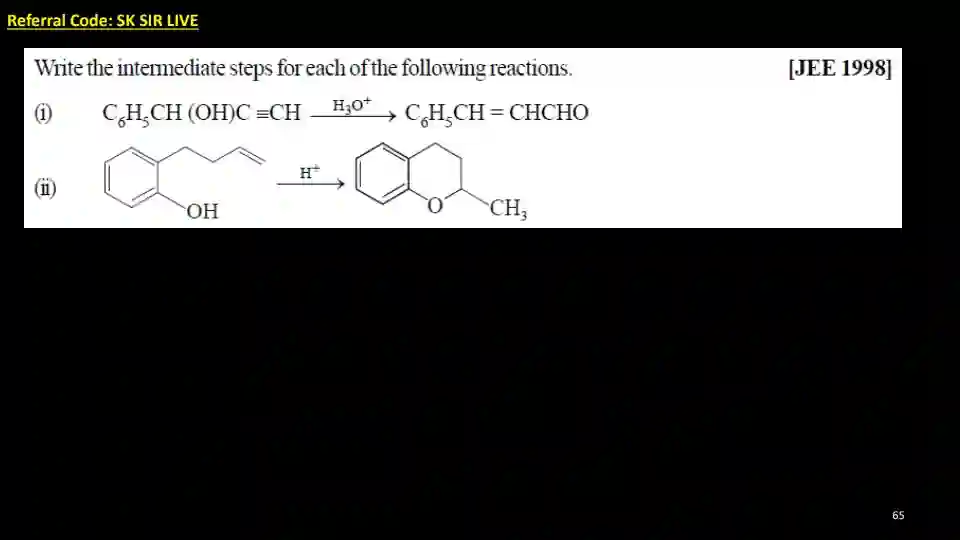 Referral Code: SK SIR LIVE
Write the intermediate steps for each of the following reactions. [JEE 1998]
(i) C₆H₅CH (OH)C ≡CH H₃O⁺ → C₆H₅CH = CHCHO
(ii) OH H⁺ → O CH₃
65